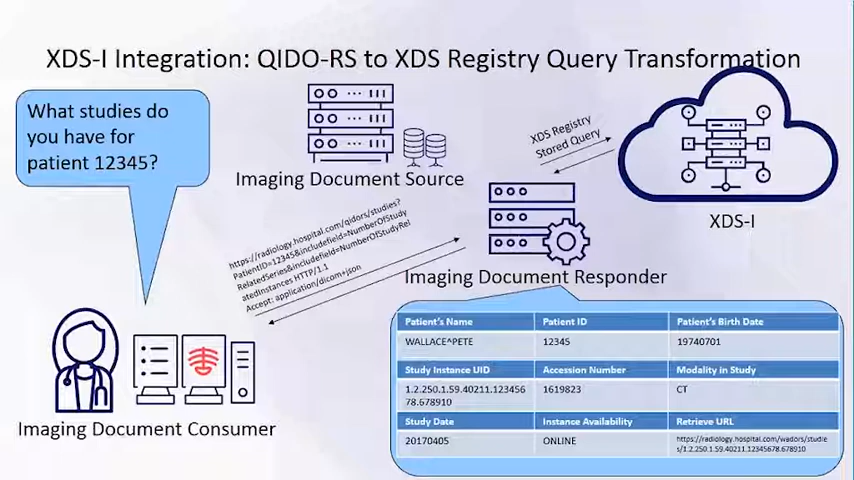 XDS-I Integration: QIDO-RS to XDS Registry Query Transformation
What studies do
you have for
patient 12345?
Imaging Document Source
XDS Registry
Stored Query
XDS-I
https://radiology.hospital.com/qidors/studies?
PatientID=12345&includefield=NumberOfStudy
RelatedSeries&includefield=NumberOfStudyRel
atedInstances HTTP/1.1
Accept: application/dicom+json
Imaging Document Responder
Patient's Name Patient ID Patient's Birth Date
WALLACE^PETE 12345 19740701
Study Instance UID Accession Number Modality in Study
1.2.250.1.59.40211.123456 1619823 CT
78.678910
Study Date Instance Availability Retrieve URL
20170405 ONLINE https://radiology.hospital.com/wadors/studie
s/1.2.250.1.59.40211.12345678.678910
Imaging Document Consumer